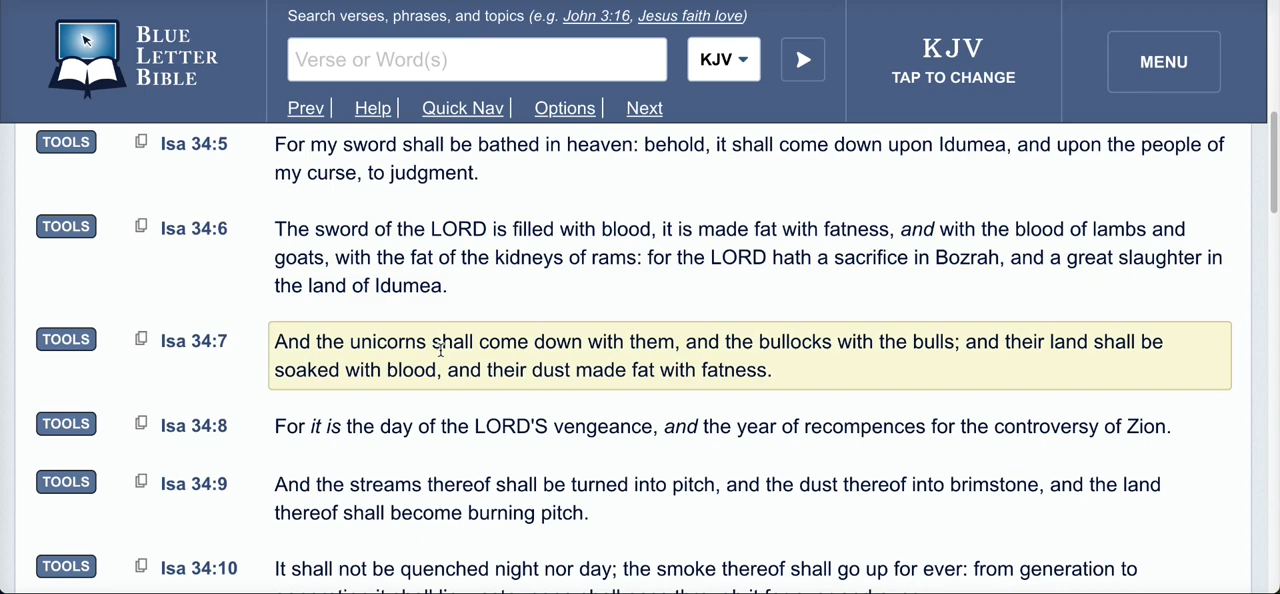 BLUE
LETTER
BIBLE
Search verses, phrases, and topics (e.g. John 3:16, Jesus faith love)
Verse or Word(s)
KJV
Prev | Help | Quick Nav | Options | Next
KJV
TAP TO CHANGE
MENU
TOOLS Isa 34:5 For my sword shall be bathed in heaven: behold, it shall come down upon Idumea, and upon the people of
my curse, to judgment.
TOOLS Isa 34:6 The sword of the LORD is filled with blood, it is made fat with fatness, and with the blood of lambs and
goats, with the fat of the kidneys of rams: for the LORD hath a sacrifice in Bozrah, and a great slaughter in
the land of Idumea.
TOOLS Isa 34:7 And the unicorns shall come down with them, and the bullocks with the bulls; and their land shall be
soaked with blood, and their dust made fat with fatness.
TOOLS Isa 34:8 For it is the day of the LORD'S vengeance, and the year of recompences for the controversy of Zion.
TOOLS Isa 34:9 And the streams thereof shall be turned into pitch, and the dust thereof into brimstone, and the land
thereof shall become burning pitch.
TOOLS Isa 34:10 It shall not be quenched night nor day; the smoke thereof shall go up for ever: from generation to